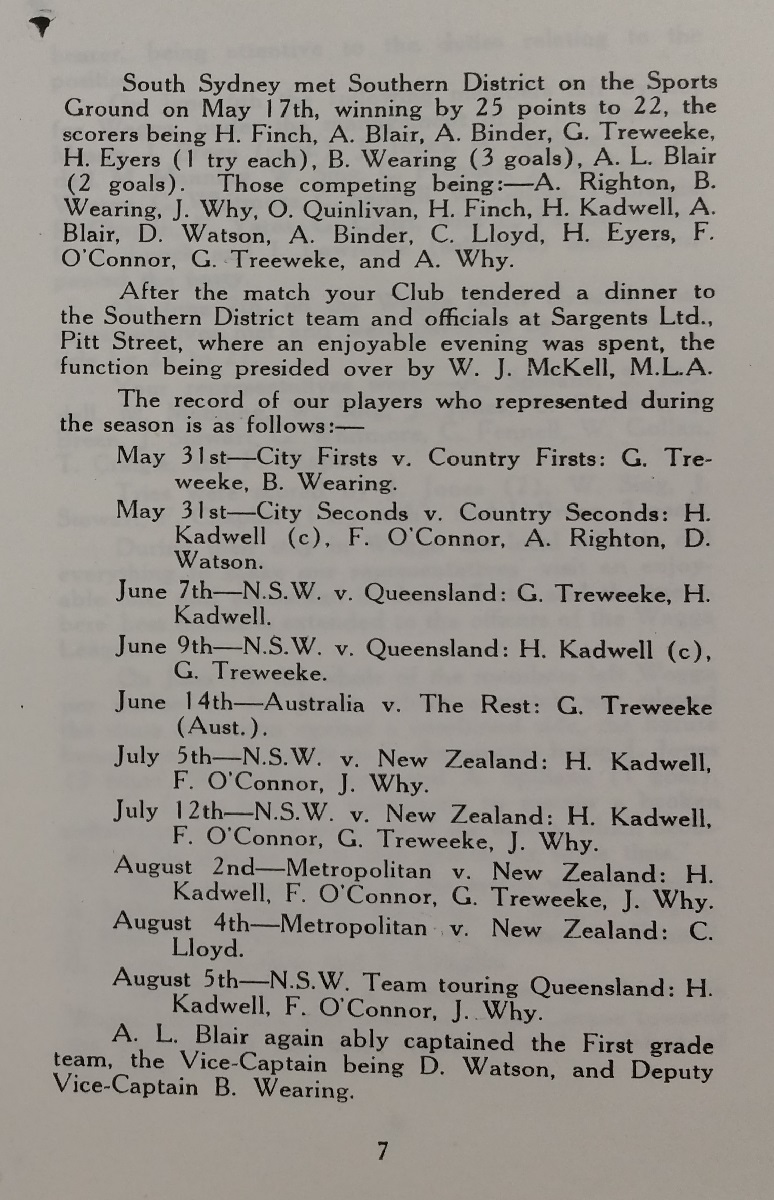 South Sydney met Southern District on the Sports
Ground on May 17th, winning by 25 points to 22, the
scorers being H. Finch, A. Blair, A. Binder, G. Treweeke,
H. Eyers (1 try each), B. Wearing (3 goals), A. L. Blair
(2 goals). Those competing being:—A. Righton, B.
Wearing, J. Why, O. Quinlivan, H. Finch, H. Kadwell, A.
Blair, D. Watson, A. Binder, C. Lloyd, H. Eyers, F.
O'Connor, G. Treeweke, and A. Why.
After the match your Club tendered a dinner to
the Southern District team and officials at Sargents Ltd.,
Pitt Street, where an enjoyable evening was spent, the
function being presided over by W. J. McKell, M.L.A.
The record of our players who represented during
the season is as follows:—
May 31st—City Firsts v. Country Firsts: G. Tre-
weeke, B. Wearing.
May 31st—City Seconds v. Country Seconds: H.
Kadwell (c), F. O'Connor, A. Righton, D.
Watson.
June 7th—N.S.W. v. Queensland: G. Treweeke, H.
Kadwell.
June 9th—N.S.W. v. Queensland: H. Kadwell (c),
G. Treweeke.
June 14th—Australia v. The Rest: G. Treweeke
(Aust.).
July 5th—N.S.W. v. New Zealand: H. Kadwell,
F. O'Connor, J. Why.
July 12th—N.S.W. v. New Zealand: H. Kadwell,
F. O'Connor, G. Treweeke, J. Why.
August 2nd—Metropolitan v. New Zealand: H.
Kadwell, F. O'Connor, G. Treweeke, J. Why.
August 4th—Metropolitan v. New Zealand: C.
Lloyd.
August 5th—N.S.W. Team touring Queensland: H.
Kadwell, F. O'Connor, J. Why.
A. L. Blair again ably captained the First grade
team, the Vice-Captain being D. Watson, and Deputy
Vice-Captain B. Wearing.
7